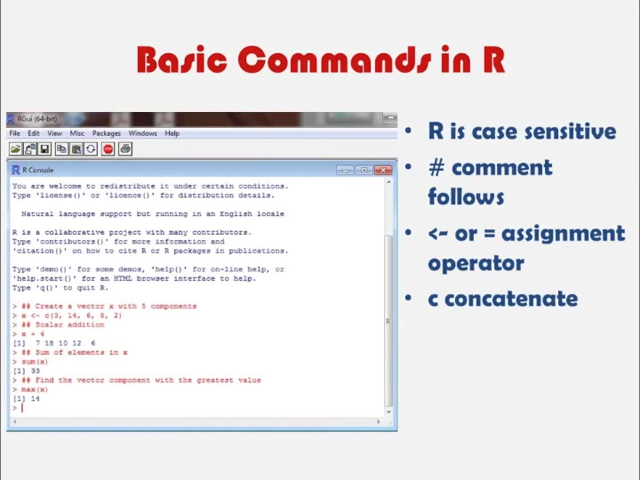 Basic Commands in R
RGui (64-bit)
File Edit View Misc Packages Windows Help
STOP
R Console
You are welcome to redistribute it under certain conditions.
Type 'license()' or 'licence()' for distribution details.
Natural language support but running in an English locale
R is a collaborative project with many contributors.
Type 'contributors()' for more information and
'citation()' on how to cite R or R packages in publications.
Type 'demo()' for some demos, 'help()' for on-line help, or
'help.start()' for an HTML browser interface to help.
Type 'q()' to quit R.
> ## Create a vector x with 5 components
> x <- c(3, 14, 6, 8, 2)
> ## Scalar addition
> x + 4
[1] 7 18 10 12 6
> ## Sum of elements in x
> sum(x)
[1] 33
> ## Find the vector component with the greatest value
> max(x)
[1] 14
>
• R is case sensitive
• # comment
follows
• <- or = assignment
operator
• c concatenate